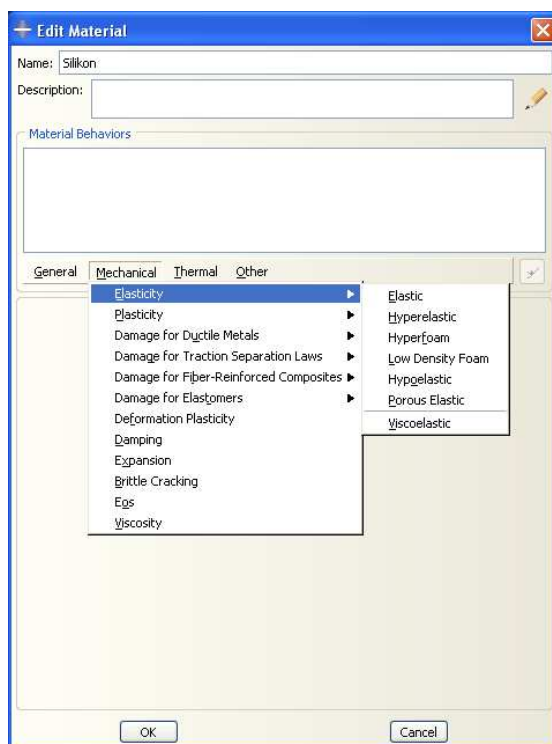 Edit Material
Name: Silikon
Description:
Material Behaviors
General Mechanical Thermal Other
Elasticity
Plasticity
Damage for Ductile Metals
Damage for Traction Separation Laws
Damage for Fiber-Reinforced Composites
Damage for Elastomers
Deformation Plasticity
Damping
Expansion
Brittle Cracking
Eos
Viscosity
Elastic
Hyperelastic
Hyperfoam
Low Density Foam
Hypoelastic
Porous Elastic
Viscoelastic
OK Cancel